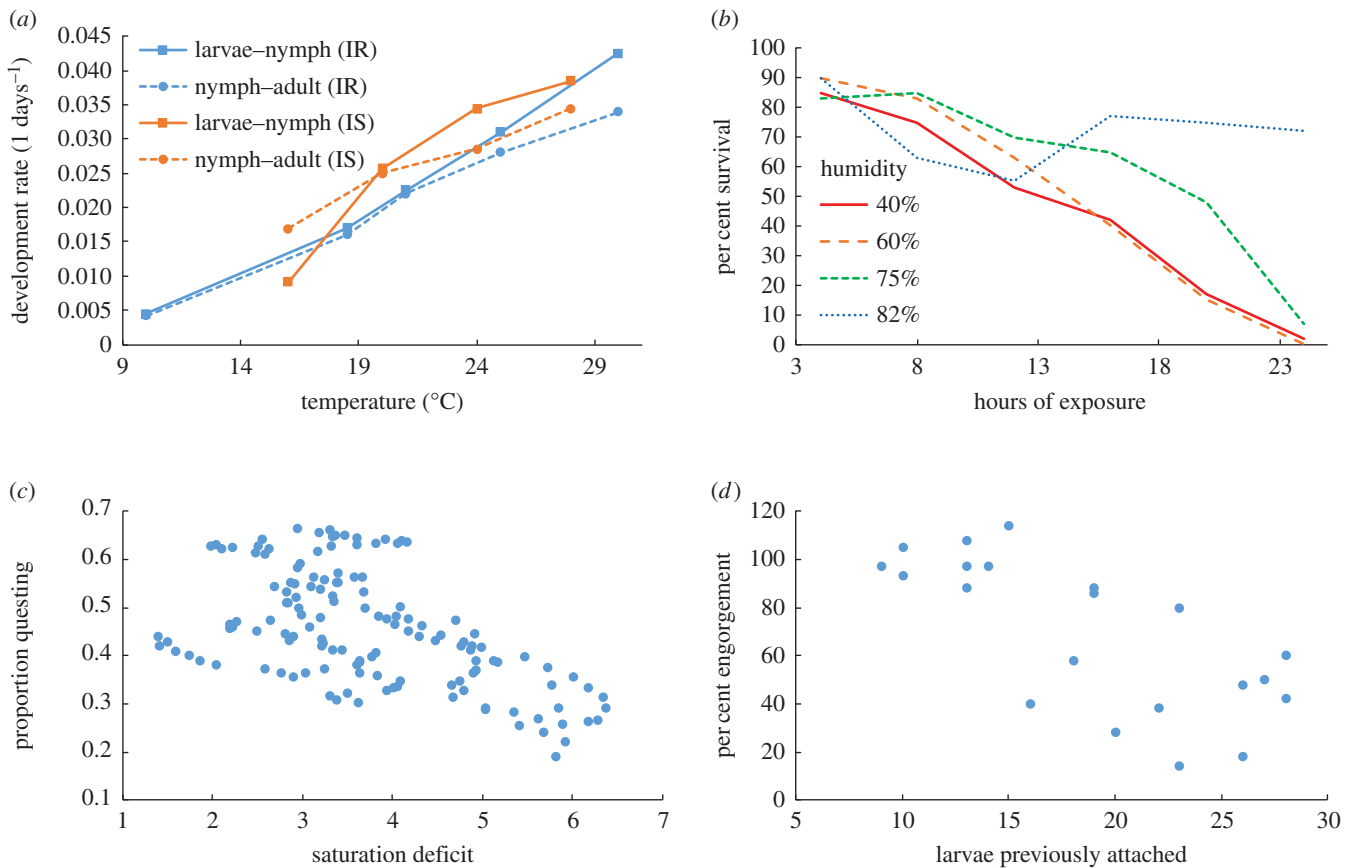 (a)
0.045
0.040
0.035
0.030
0.025
0.020
0.015
0.010
0.005
0
development rate (1 days⁻¹)
larvae–nymph (IR)
nymph–adult (IR)
larvae–nymph (IS)
nymph–adult (IS)
9 14 19 24 29
temperature (°C)
(b)
100
90
80
70
60
50
40
30
20
10
0
per cent survival
humidity
40%
60%
75%
82%
3 8 13 18 23
hours of exposure
(c)
0.7
0.6
0.5
0.4
0.3
0.2
0.1
proportion questing
1 2 3 4 5 6 7
saturation deficit
(d)
120
100
80
60
40
20
0
per cent engorgement
5 10 15 20 25 30
larvae previously attached